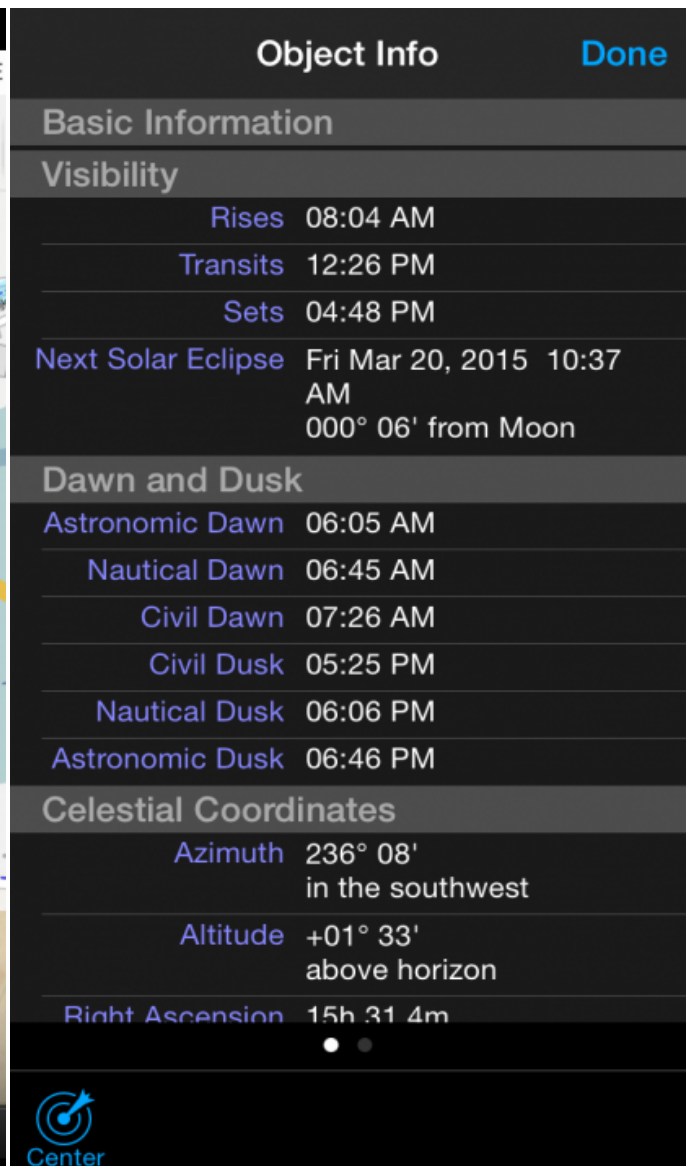 Object Info Done
Basic Information
Visibility
Rises 08:04 AM
Transits 12:26 PM
Sets 04:48 PM
Next Solar Eclipse Fri Mar 20, 2015 10:37
AM
000° 06' from Moon
Dawn and Dusk
Astronomic Dawn 06:05 AM
Nautical Dawn 06:45 AM
Civil Dawn 07:26 AM
Civil Dusk 05:25 PM
Nautical Dusk 06:06 PM
Astronomic Dusk 06:46 PM
Celestial Coordinates
Azimuth 236° 08'
in the southwest
Altitude +01° 33'
above horizon
Right Ascension 15h 31.4m
Center